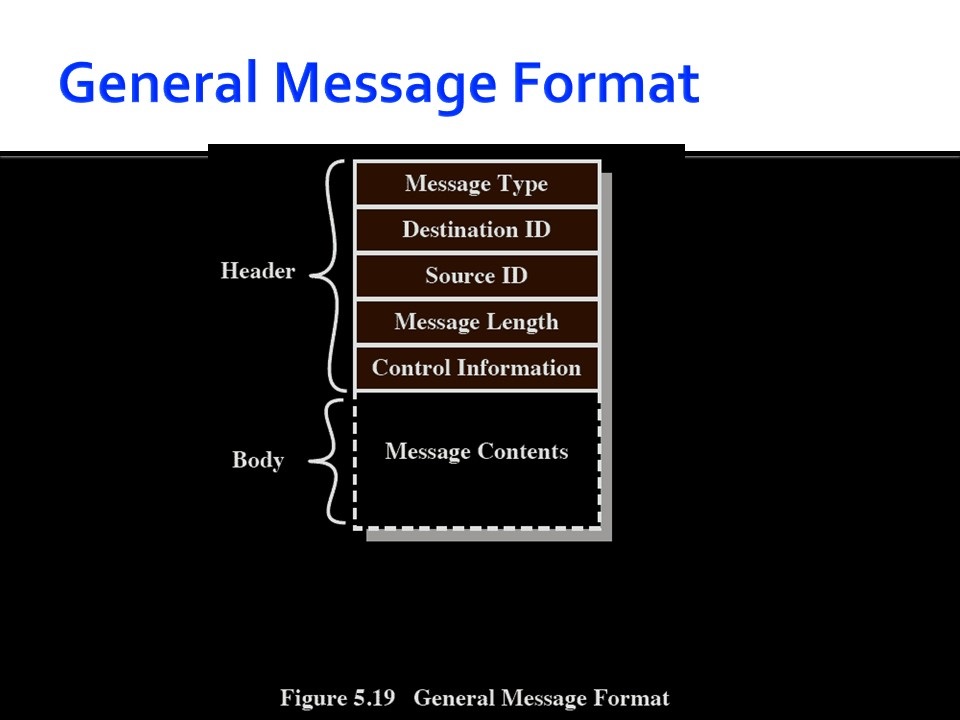 General Message Format
Message Type
Destination ID
Source ID
Header
Message Length
Control Information
Message Contents
Body
Figure 5.19 General Message Format